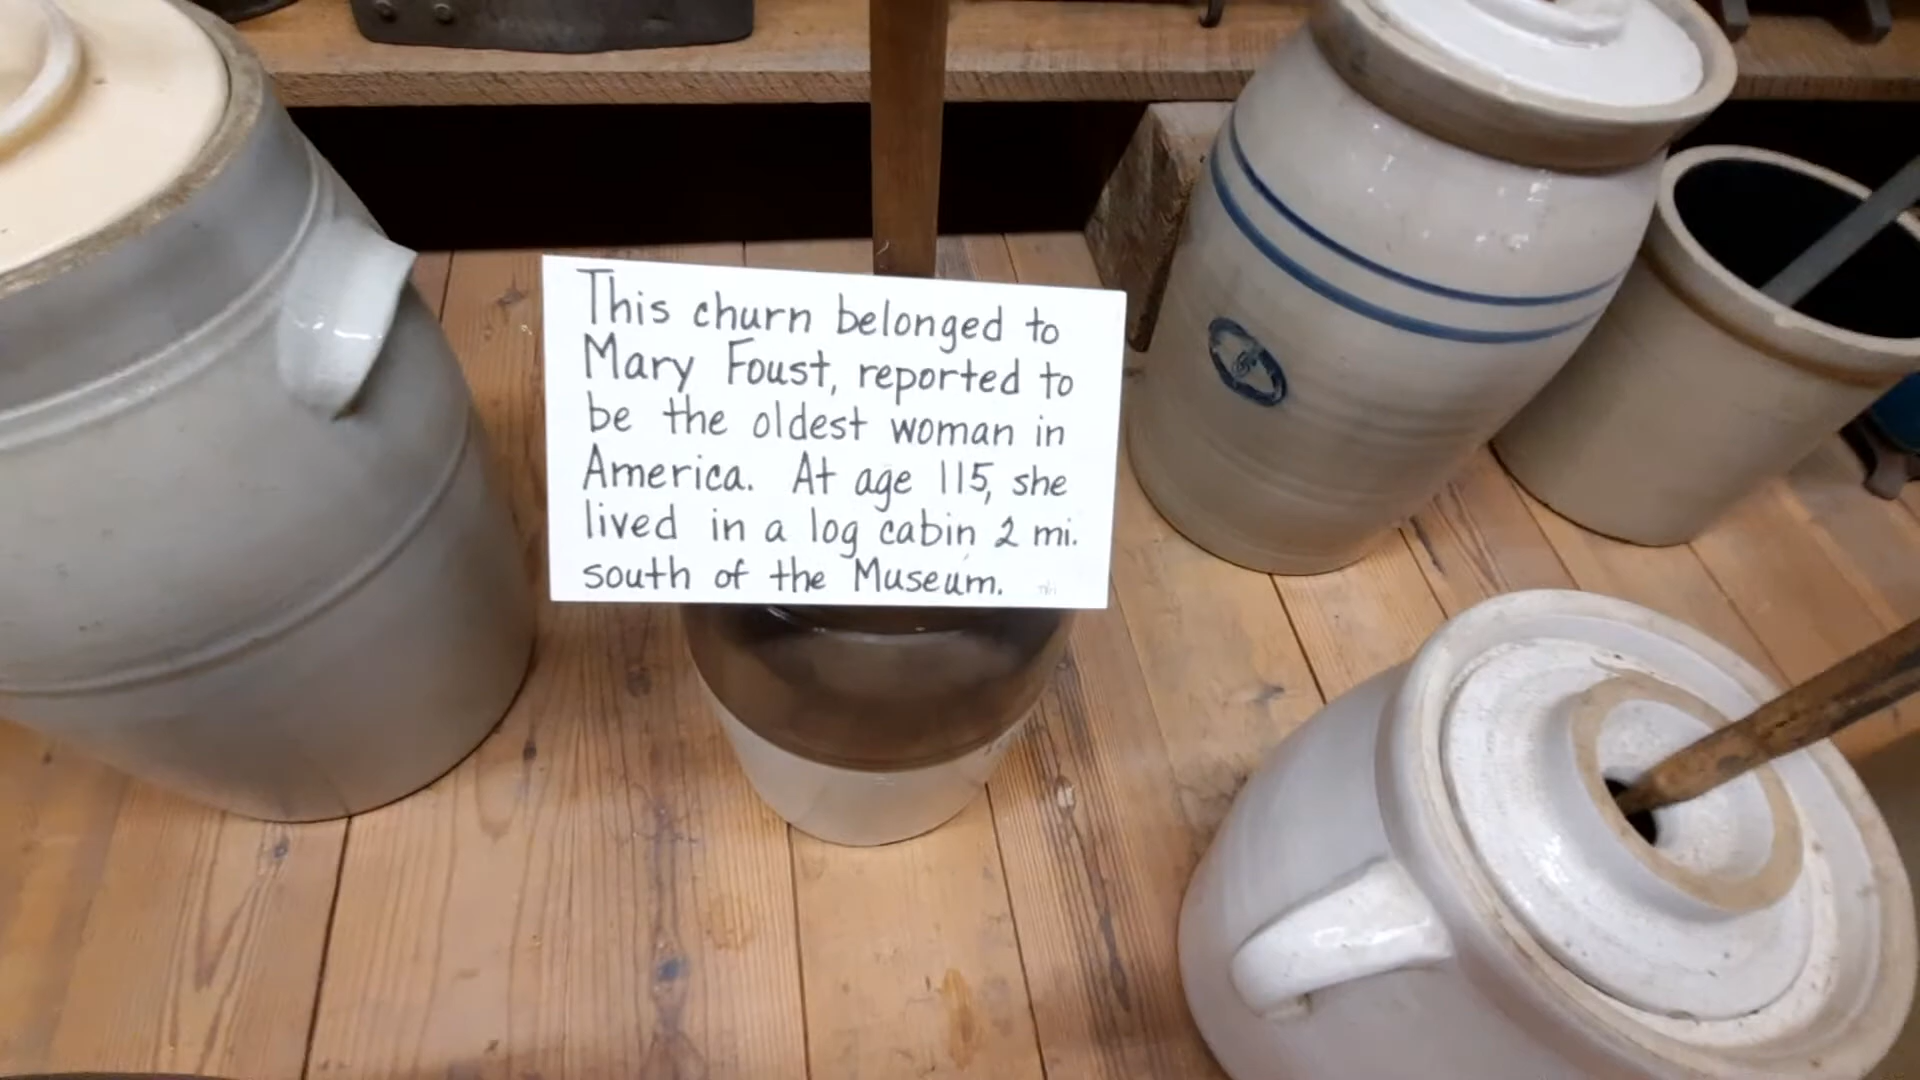 This churn belonged to
Mary Foust, reported to
be the oldest woman in
America. At age 115, she
lived in a log cabin 2 mi.
south of the Museum.